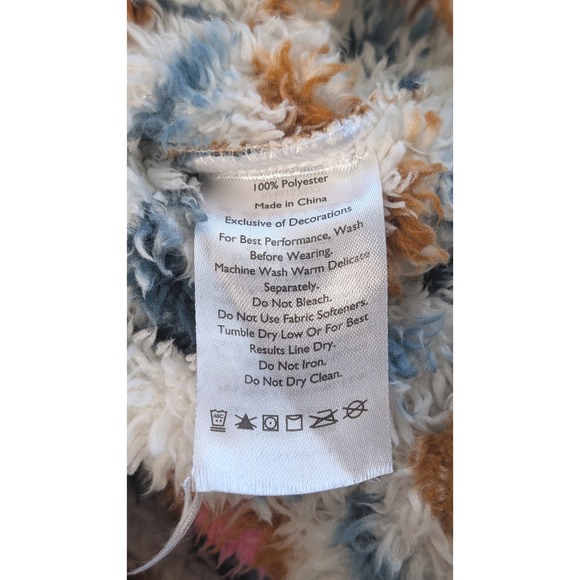 100% Polyester
Made in China
Exclusive of Decorations
For Best Performance, Wash
Before Wearing.
Machine Wash Warm Delicate
Separately.
Do Not Bleach.
Do Not Use Fabric Softeners.
Tumble Dry Low Or For Best
Results Line Dry.
Do Not Iron.
Do Not Dry Clean.
40C